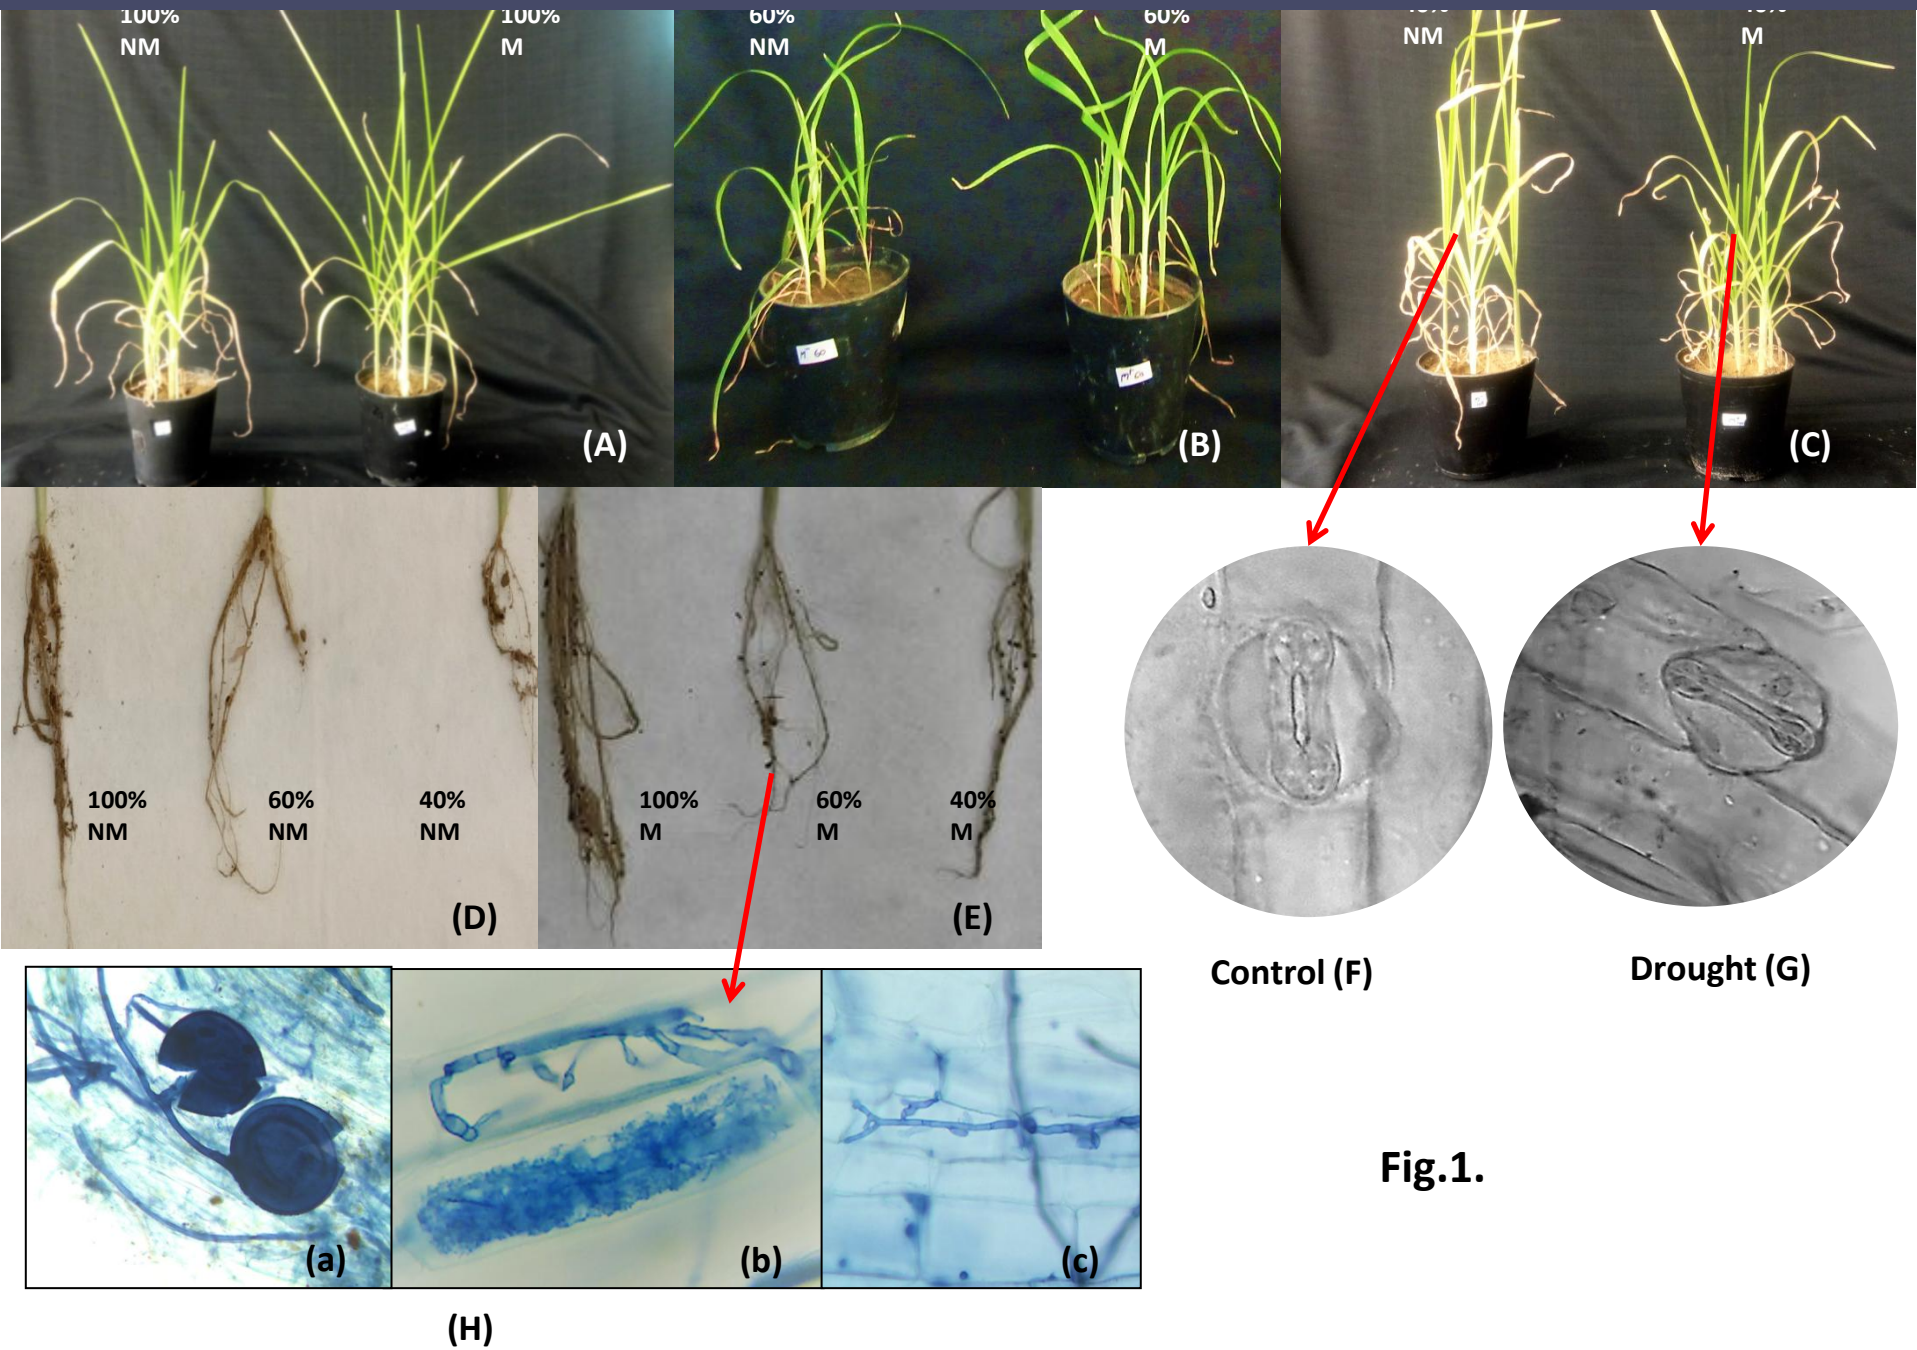 100%
NM
100%
M
60%
NM
60%
M
NM
M
(A)
(B)
(C)
M⁻ 60
100%
NM
60%
NM
40%
NM
(D)
100%
M
60%
M
40%
M
(E)
Control (F)
Drought (G)
(a)
(b)
(c)
(H)
Fig.1.